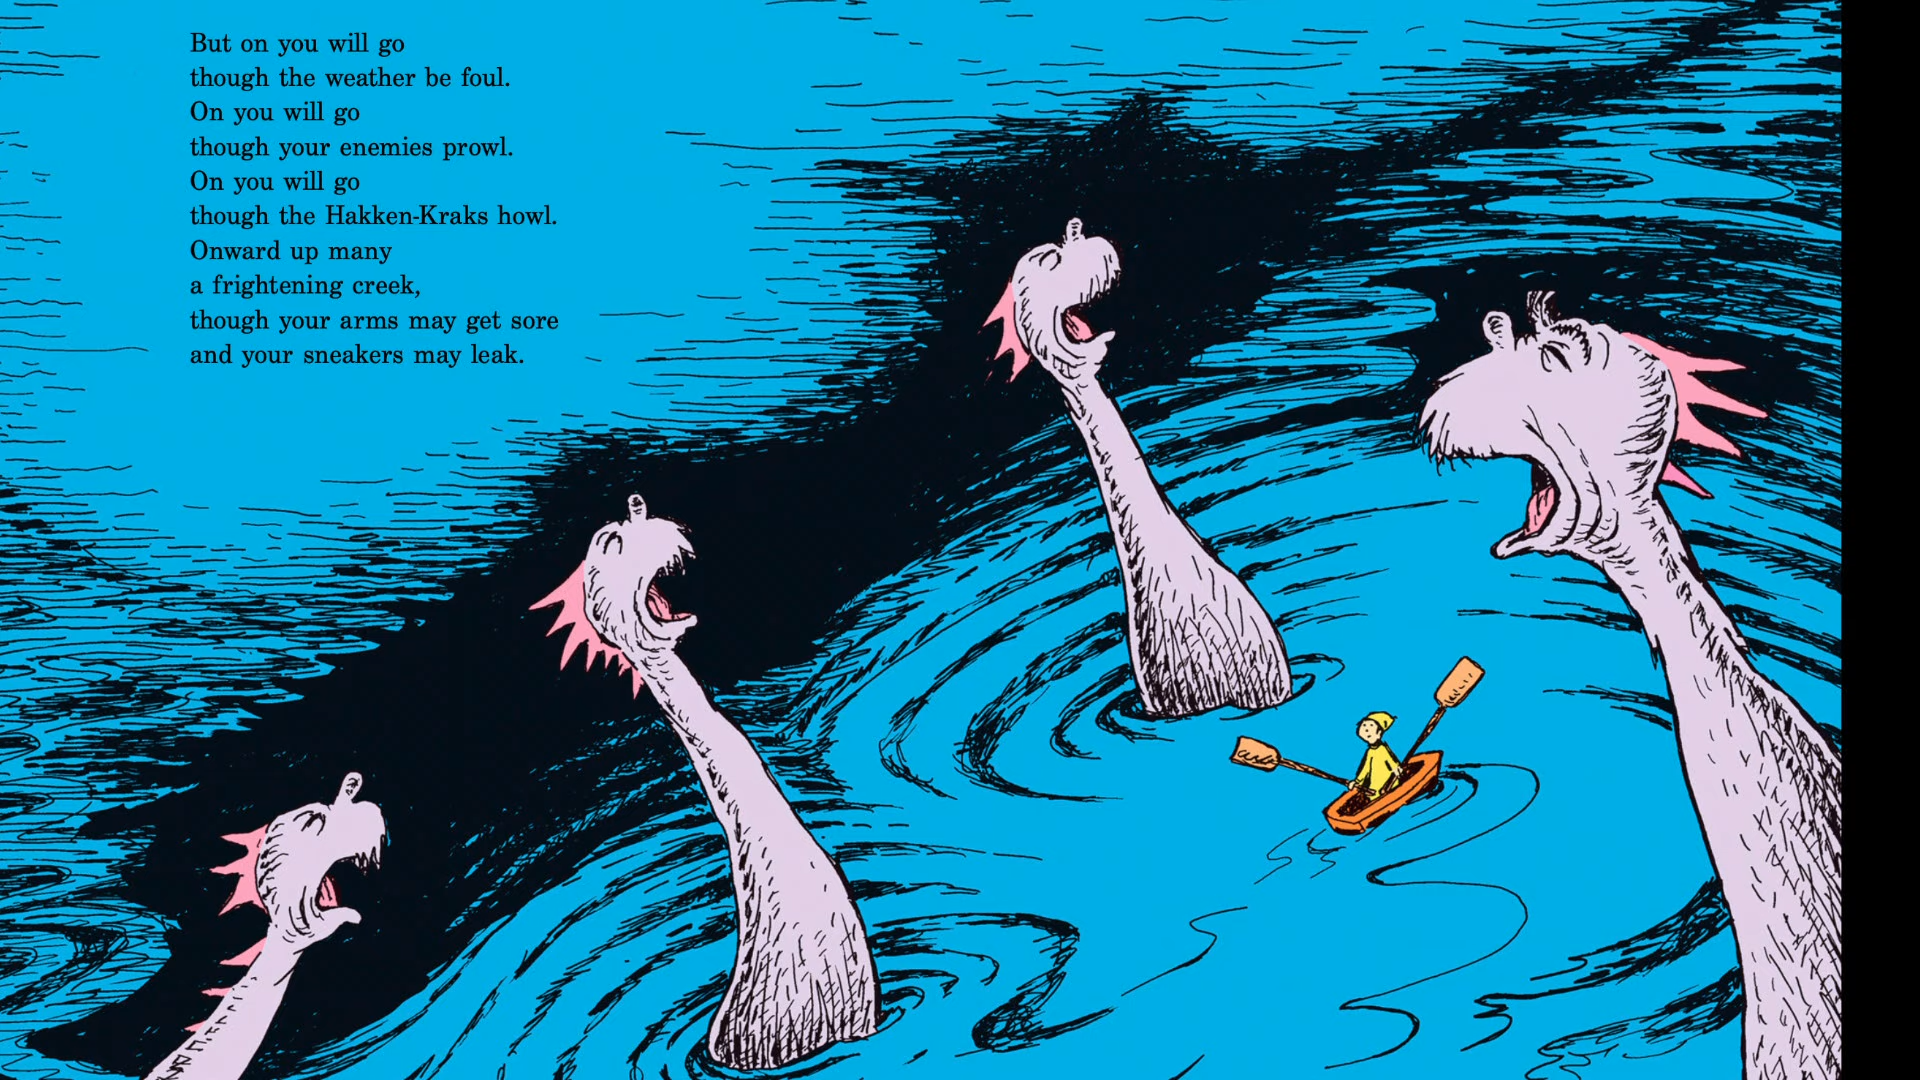 But on you will go
though the weather be foul.
On you will go
though your enemies prowl.
On you will go
though the Hakken-Kraks howl.
Onward up many
a frightening creek,
though your arms may get sore
and your sneakers may leak.